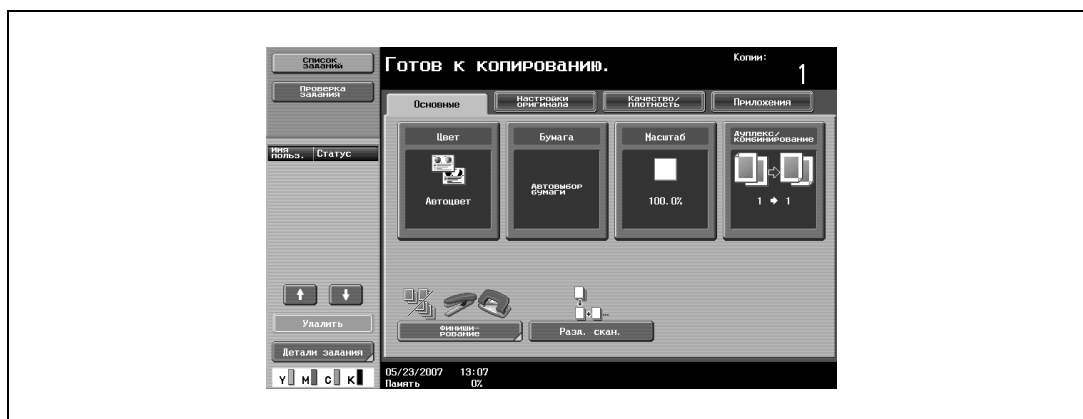 Список
заданий
Проверка
задания
Имя
польз.
Статус
Удалить
Детали задания
Y M C K
Готов к копированию.
Копии:
1
Основные
Настройки
оригинала
Качество/
плотность
Приложения
Цвет
Автоцвет
Бумага
Автовыбор
бумаги
Масштаб
100.0%
Дуплекс/
комбинирование
1 → 1
Финиши-
рование
Разд. скан.
05/23/2007 13:07
Память 0%